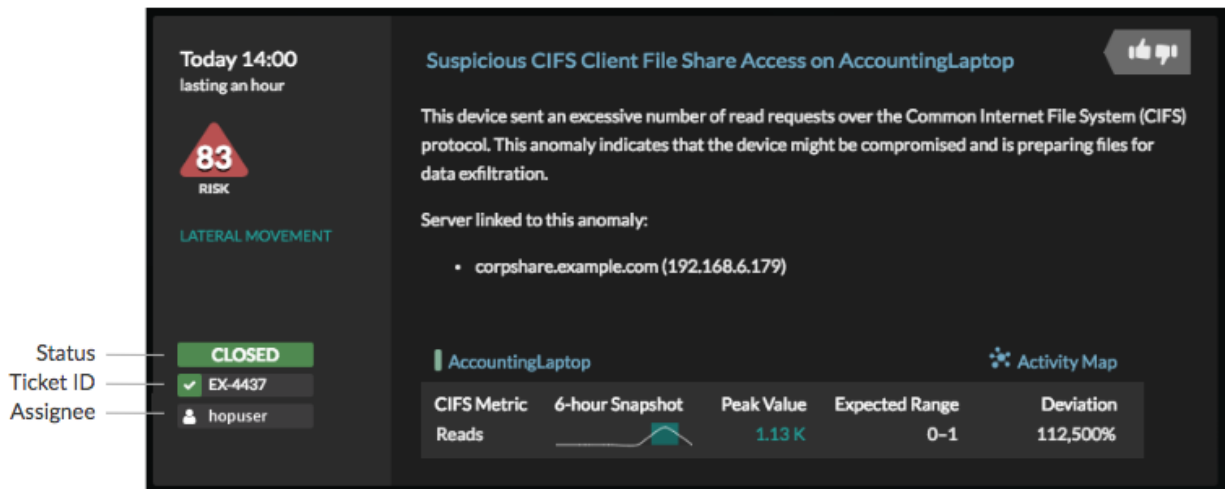 Today 14:00
lasting an hour
83
RISK
LATERAL MOVEMENT
Status
CLOSED
Ticket ID
EX-4437
Assignee
hopuser
Suspicious CIFS Client File Share Access on AccountingLaptop
This device sent an excessive number of read requests over the Common Internet File System (CIFS)
protocol. This anomaly indicates that the device might be compromised and is preparing files for
data exfiltration.
Server linked to this anomaly:
• corpshare.example.com (192.168.6.179)
AccountingLaptop
Activity Map
CIFS Metric 6-hour Snapshot Peak Value Expected Range Deviation
Reads 1.13 K 0–1 112,500%